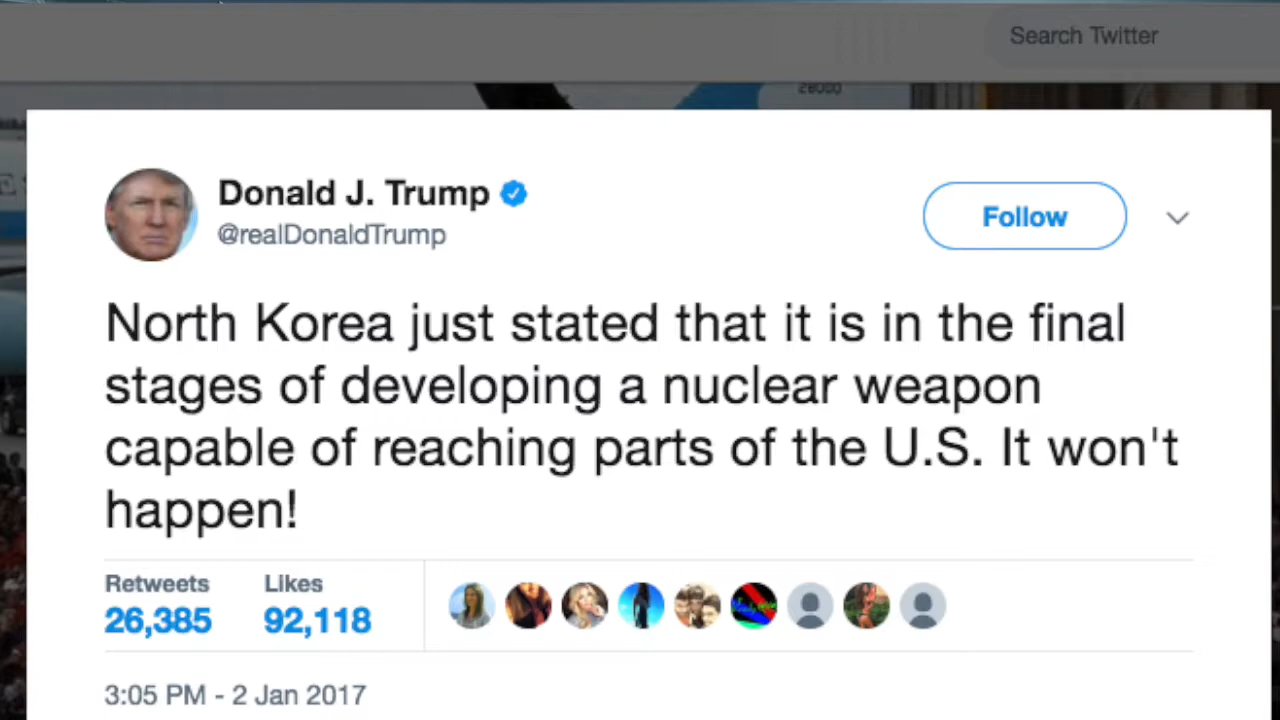 Search Twitter
28000
Donald J. Trump
@realDonaldTrump
Follow
North Korea just stated that it is in the final
stages of developing a nuclear weapon
capable of reaching parts of the U.S. It won't
happen!
Retweets Likes
26,385 92,118
3:05 PM - 2 Jan 2017